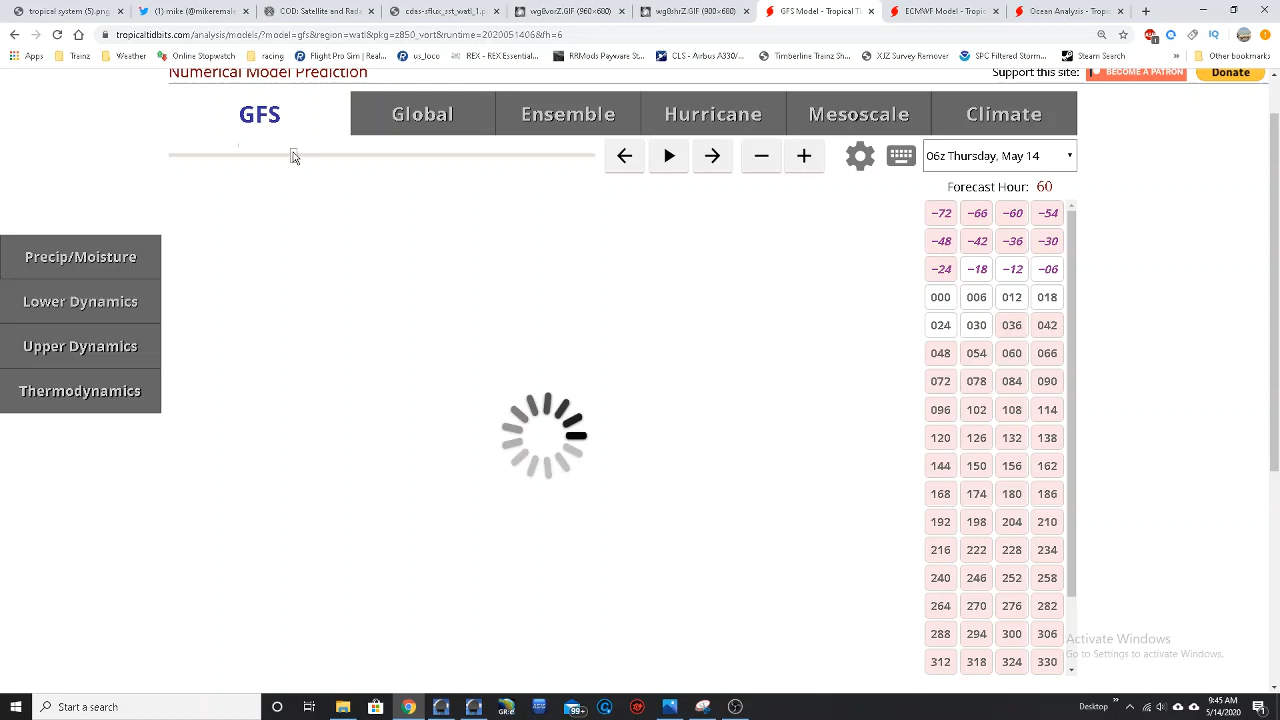 tropical system (5).png
(1) mike (@mikeremalo
COD: Satellite and Rada
cdas-sflux_sst_watl_1.p
wg8vorZ.GIF (960×680)
wg8shrZ.GIF (900×680)
GFS Model - Tropical Ti
ECMWF Model - Tropic
Ocean Analysis - Tropic
tropicaltidbits.com/analysis/models/?model=gfs&region=watl&pkg=z850_vort&runtime=2020051406&fh=6
Apps
Trainz
Weather
Online Stopwatch
racing
Flight Pro Sim | Real...
us_loco
REX - REX Essential...
RRMods Payware S...
CLS - Airbus A330/...
Timberline Trainz Sh...
XJZ Survey Remover
SPC Filtered Storm...
Steam Search
»
Other bookmarks
Numerical Model Prediction
Support this site:
BECOME A PATRON
Donate
GFS
Global
Ensemble
Hurricane
Mesoscale
Climate
06z Thursday, May 14
Forecast Hour: 60
-72 -66 -60 -54
-48 -42 -36 -30
-24 -18 -12 -06
000 006 012 018
024 030 036 042
048 054 060 066
072 078 084 090
096 102 108 114
120 126 132 138
144 150 156 162
168 174 180 186
192 198 204 210
216 222 228 234
240 246 252 258
264 270 276 282
288 294 300 306
312 318 324 330
Precip/Moisture
Lower Dynamics
Upper Dynamics
Thermodynamics
Activate Windows
Go to Settings to activate Windows.
Start a search
GR2
99+
Desktop
»
9:45 AM
5/14/2020